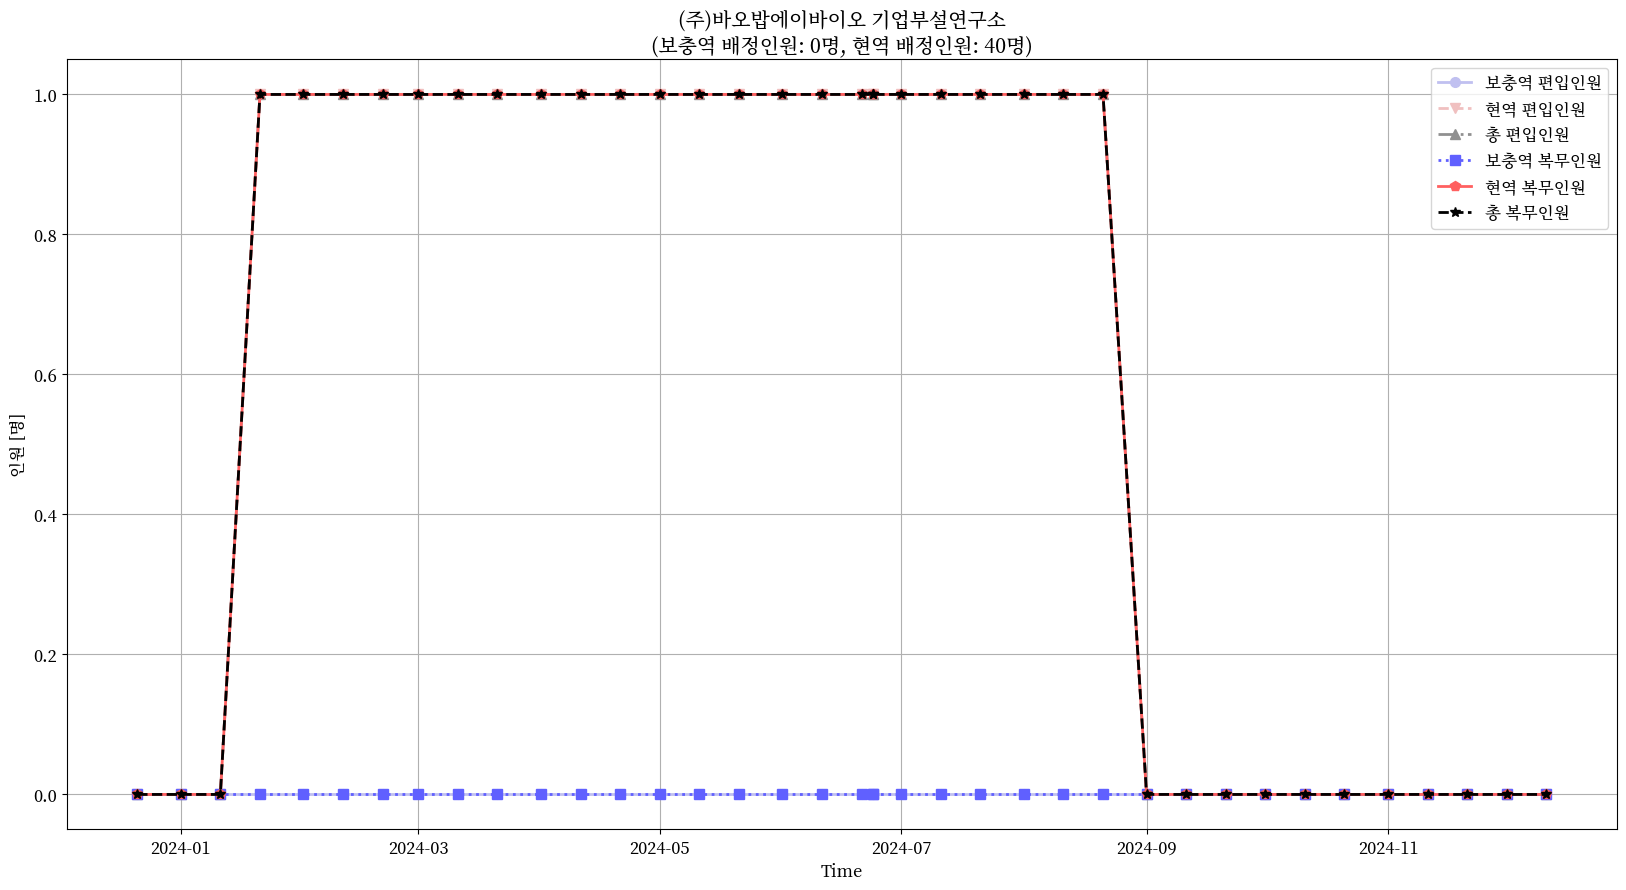 (주)바오밥에이바이오 기업부설연구소
(보충역 배정인원: 0명, 현역 배정인원: 40명)
보충역 편입인원
현역 편입인원
총 편입인원
보충역 복무인원
현역 복무인원
총 복무인원
인원 [명]
1.0
0.8
0.6
0.4
0.2
0.0
2024-01
2024-03
2024-05
2024-07
2024-09
2024-11
Time